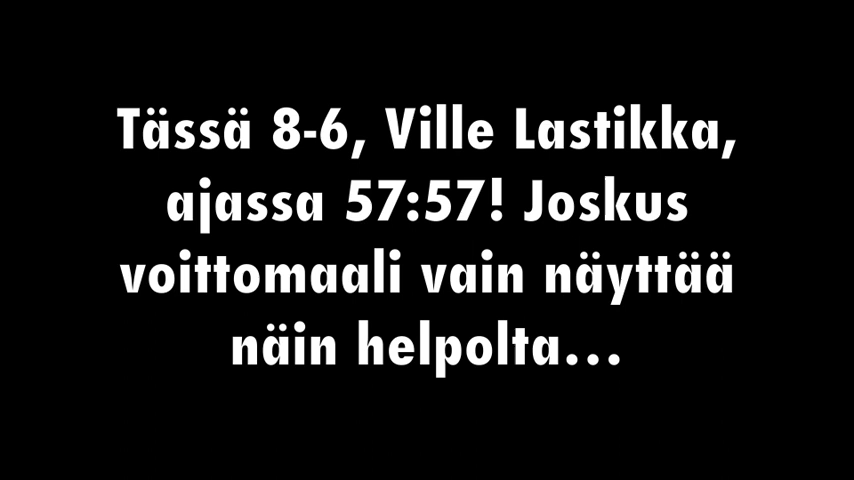 Tässä 8-6, Ville Lastikka,
ajassa 57:57! Joskus
voittomaali vain näyttää
näin helpolta...